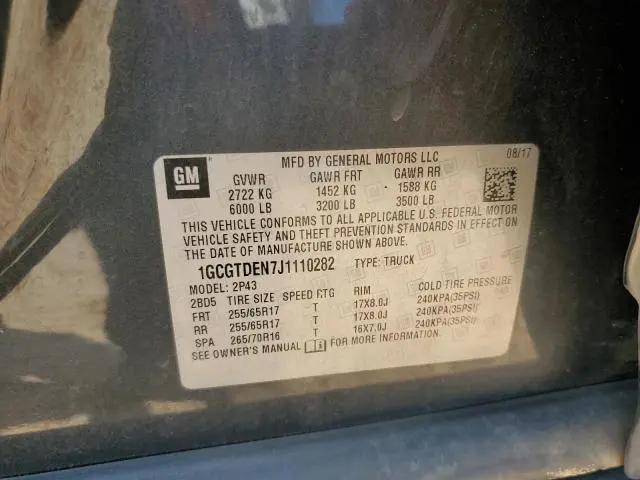 GM
MFD BY GENERAL MOTORS LLC 08/17
GVWR GAWR FRT GAWR RR
2722 KG 1452 KG 1588 KG
6000 LB 3200 LB 3500 LB
THIS VEHICLE CONFORMS TO ALL APPLICABLE U.S. FEDERAL MOTOR
VEHICLE SAFETY AND THEFT PREVENTION STANDARDS IN EFFECT ON
THE DATE OF MANUFACTURE SHOWN ABOVE.
1GCGTDEN7J1110282 TYPE: TRUCK
MODEL: 2P43
2BD5 TIRE SIZE SPEED RTG RIM COLD TIRE PRESSURE
FRT 255/65R17 T 17X8.0J 240KPA(35PSI)
RR 255/65R17 T 17X8.0J 240KPA(35PSI)
SPA 265/70R16 T 16X7.0J 240KPA(35PSI)
SEE OWNER'S MANUAL FOR MORE INFORMATION.